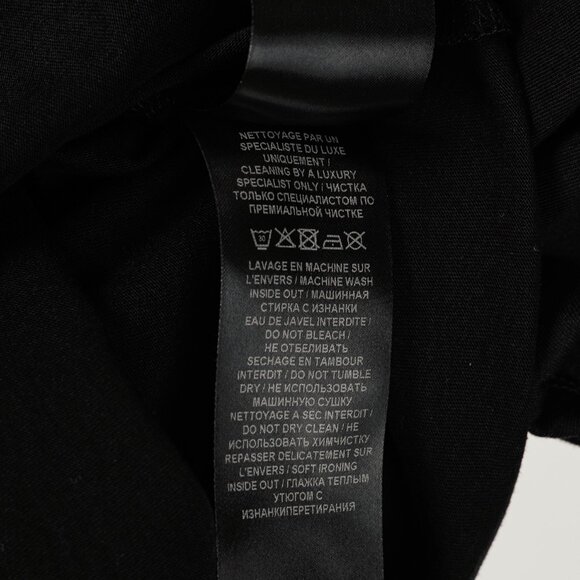 NETTOYAGE PAR UN
SPECIALISTE DU LUXE
UNIQUEMENT /
CLEANING BY A LUXURY
SPECIALIST ONLY / ЧИСТКА
ТОЛЬКО СПЕЦИАЛИСТОМ ПО
ПРЕМИАЛЬНОЙ ЧИСТКЕ
30
LAVAGE EN MACHINE SUR
L'ENVERS / MACHINE WASH
INSIDE OUT / МАШИННАЯ
СТИРКА С ИЗНАНКИ
EAU DE JAVEL INTERDITE /
DO NOT BLEACH /
НЕ ОТБЕЛИВАТЬ
SECHAGE EN TAMBOUR
INTERDIT / DO NOT TUMBLE
DRY / НЕ ИСПОЛЬЗОВАТЬ
МАШИННУЮ СУШКУ
NETTOYAGE A SEC INTERDIT /
DO NOT DRY CLEAN / НЕ
ИСПОЛЬЗОВАТЬ ХИМЧИСТКУ
REPASSER DELICATEMENT SUR
L'ENVERS / SOFT IRONING
INSIDE OUT / ГЛАЖКА ТЕПЛЫМ
УТЮГОМ С
ИЗНАНКИПЕРЕТИРАНИЯ